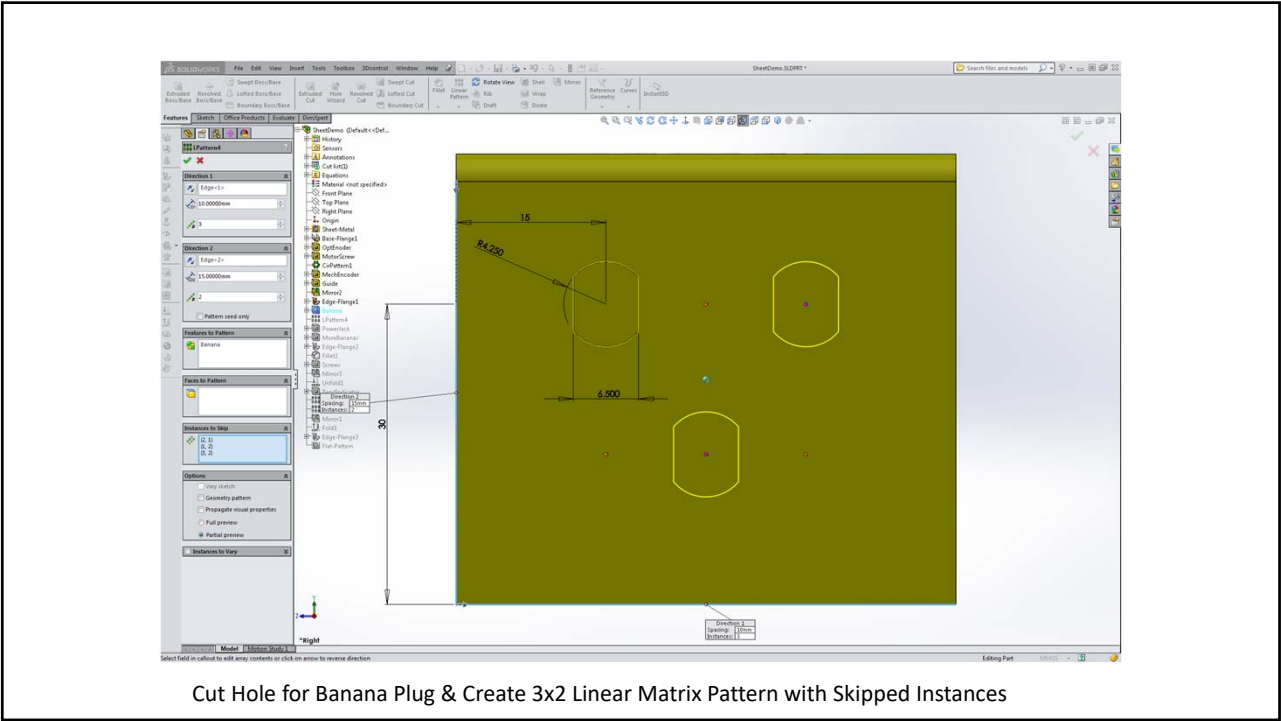 SOLIDWORKS File Edit View Insert Tools Toolbox 3Dcontrol Window Help
SheetDemo.SLDPRT *
Search files and models
Extruded Boss/Base
Revolved Boss/Base
Swept Boss/Base
Lofted Boss/Base
Boundary Boss/Base
Extruded Cut
Hole Wizard
Revolved Cut
Swept Cut
Lofted Cut
Boundary Cut
Fillet
Linear Pattern
Rotate View
Rib
Draft
Shell
Wrap
Dome
Mirror
Reference Geometry
Curves
Instant3D
Features Sketch Office Products Evaluate DimXpert
LPattern4
Direction 1
Edge<1>
10.00000mm
3
Direction 2
Edge<2>
15.00000mm
2
Pattern seed only
Features to Pattern
Banana
Faces to Pattern
Instances to Skip
(2, 1)
(1, 2)
(3, 2)
Options
Vary sketch
Geometry pattern
Propagate visual properties
Full preview
Partial preview
Instances to Vary
SheetDemo (Default<<Def...
History
Sensors
Annotations
Cut list(1)
Equations
Material <not specified>
Front Plane
Top Plane
Right Plane
Origin
Sheet-Metal
Base-Flange1
OptEnoder
MotorScrew
CirPattern1
MechEncoder
Guide
Mirror2
Edge-Flange1
Banana
LPattern4
PowerJack
MoreBananas
Edge-Flange2
Fillet2
Screws
Mirror3
Unfold1
Direction 2
Spacing: 15mm
Instances: 2
Mirror1
Fold1
Edge-Flange3
Flat-Pattern
15
R4.250
6.500
30
Direction 1
Spacing: 10mm
Instances: 3
Y
Z
*Right
Model Motion Study 1
Select field in callout to edit array contents or click on arrow to reverse direction
Editing Part
Cut Hole for Banana Plug & Create 3x2 Linear Matrix Pattern with Skipped Instances